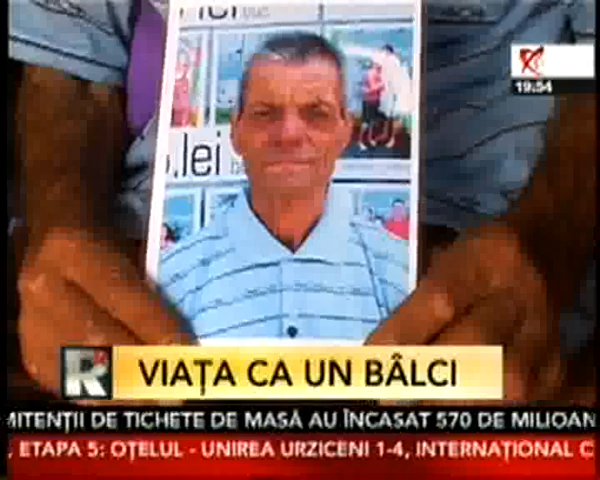 .lei
19:54
R
VIAȚA CA UN BÂLCI
MITENȚII DE TICHETE DE MASĂ AU ÎNCASAT 570 DE MILIOAN
, ETAPA 5: OȚELUL - UNIREA URZICENI 1-4, INTERNAȚIONAL C